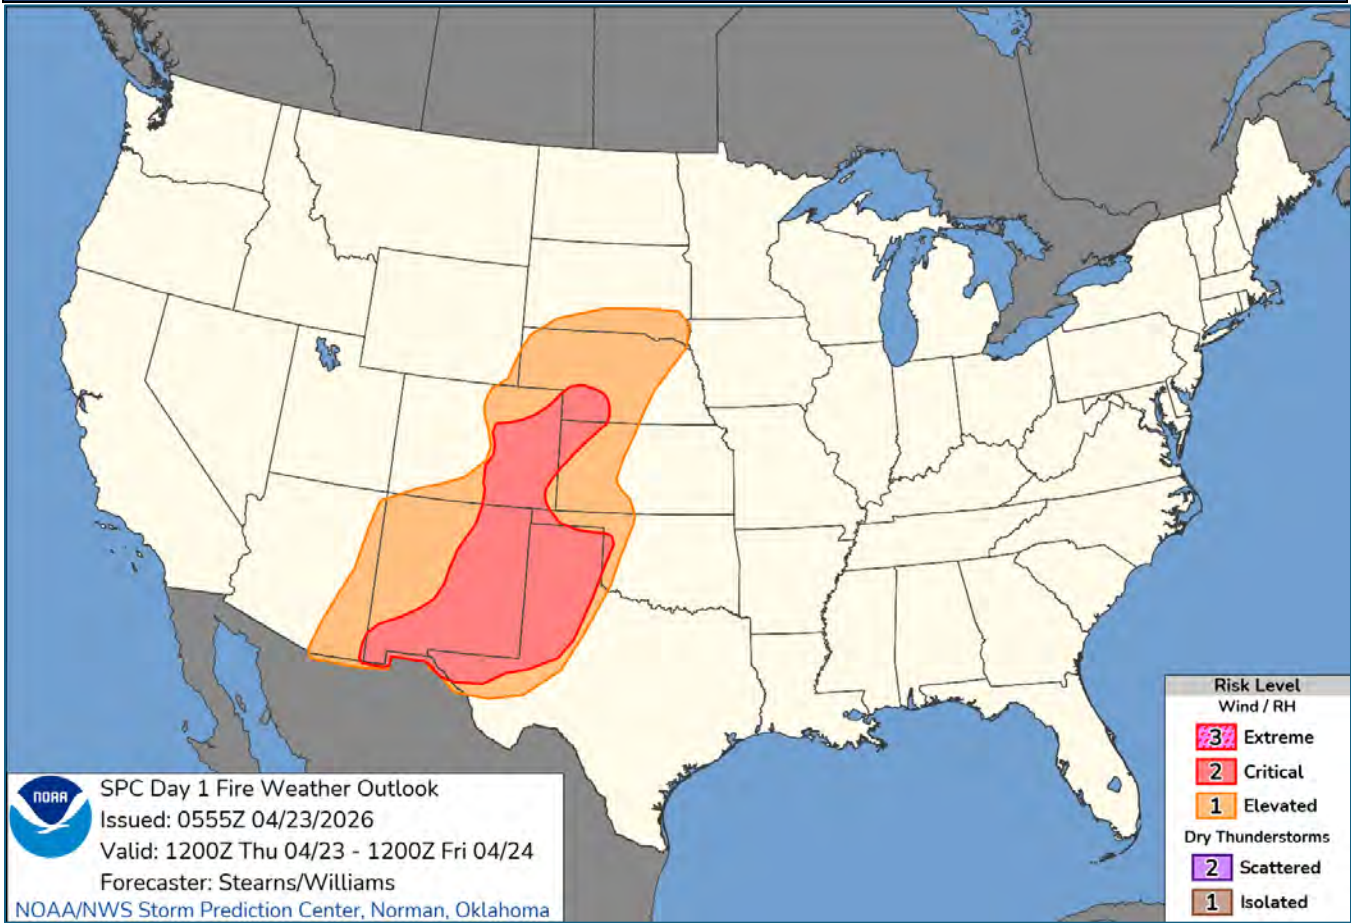 Risk Level
Wind / RH
3 Extreme
2 Critical
1 Elevated
Dry Thunderstorms
2 Scattered
1 Isolated
NOAA
SPC Day 1 Fire Weather Outlook
Issued: 0555Z 04/23/2026
Valid: 1200Z Thu 04/23 - 1200Z Fri 04/24
Forecaster: Stearns/Williams
NOAA/NWS Storm Prediction Center, Norman, Oklahoma